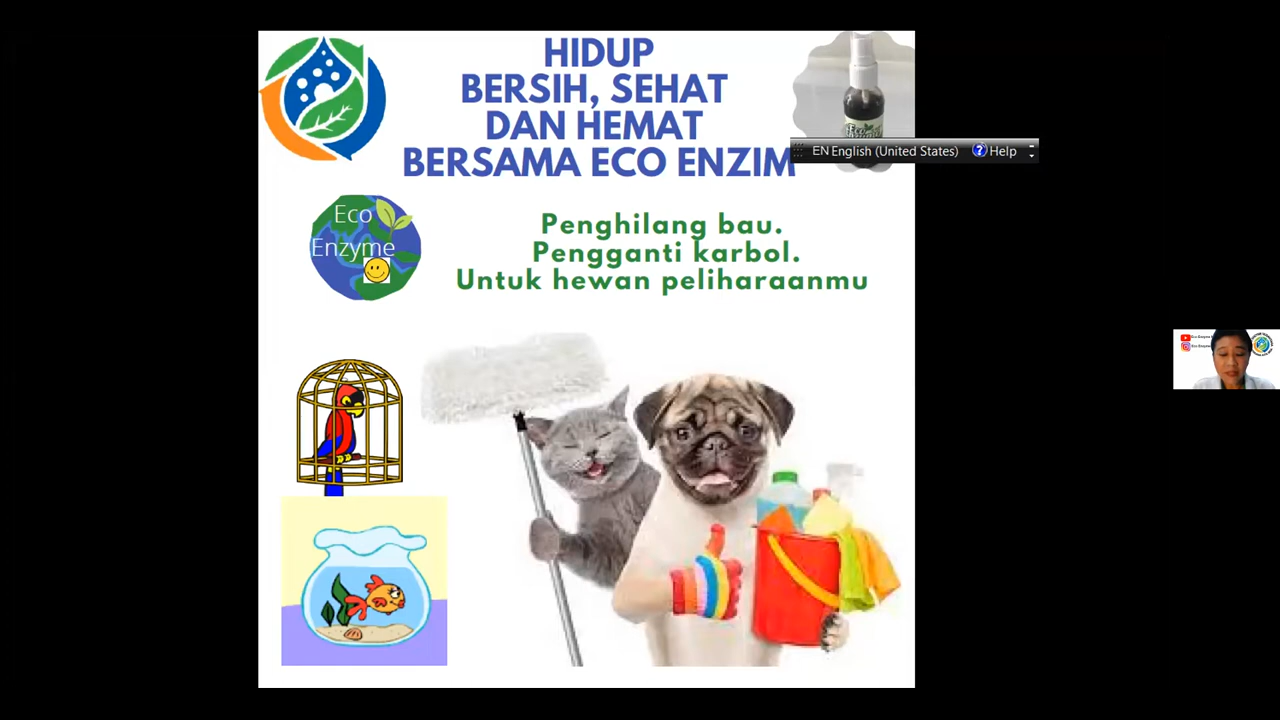 HIDUP
BERSIH, SEHAT
DAN HEMAT
BERSAMA ECO ENZIM
EN English (United States) ? Help
Eco
Enzyme
Penghilang bau.
Pengganti karbol.
Untuk hewan peliharaanmu